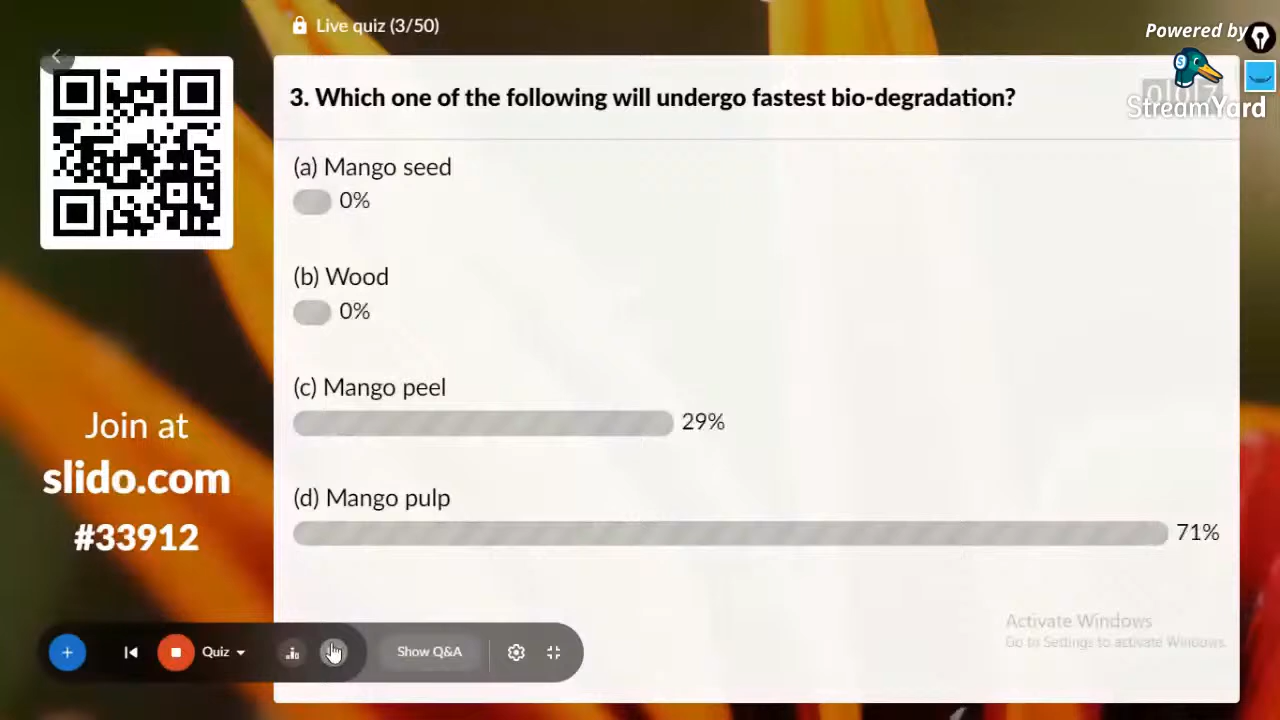 Live quiz (3/50)
Powered by
StreamYard
3. Which one of the following will undergo fastest bio-degradation?
(a) Mango seed
0%
(b) Wood
0%
(c) Mango peel
29%
(d) Mango pulp
71%
Join at
slido.com
#33912
Quiz
Show Q&A
Activate Windows
Go to Settings to activate Windows.